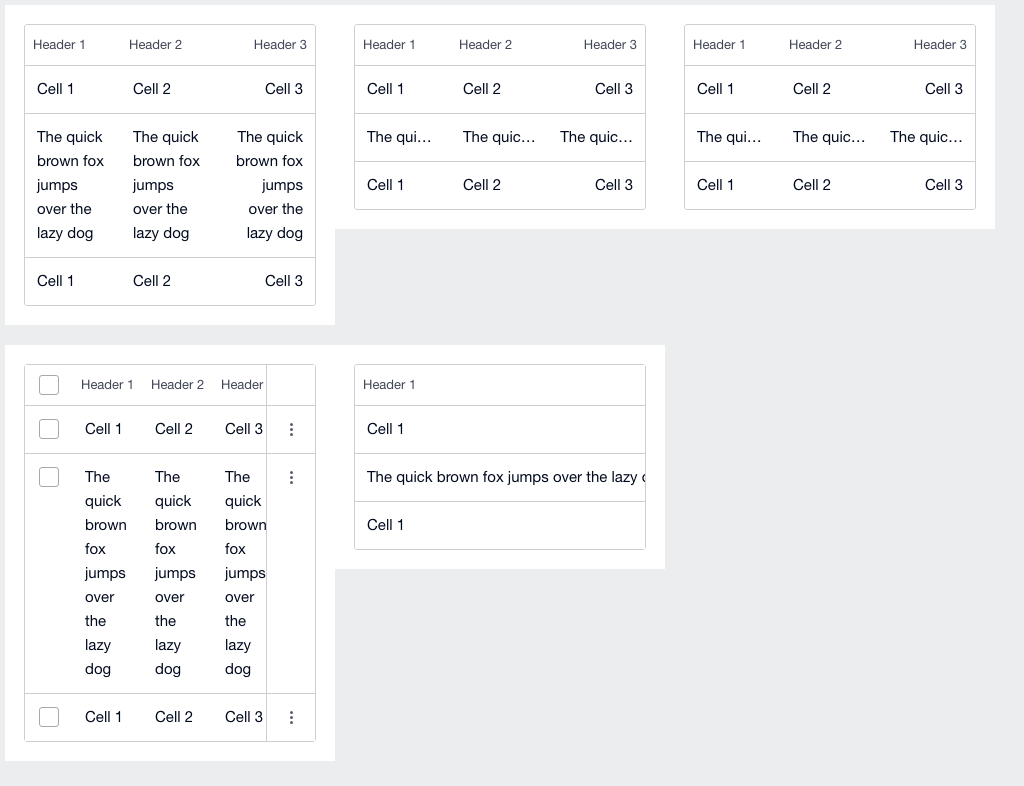 Header 1 Header 2 Header 3
Cell 1 Cell 2 Cell 3
The quick The quick The quick
brown fox brown fox brown fox
jumps jumps jumps
over the over the over the
lazy dog lazy dog lazy dog
Cell 1 Cell 2 Cell 3
Header 1 Header 2 Header 3
Cell 1 Cell 2 Cell 3
The qui... The quic... The quic...
Cell 1 Cell 2 Cell 3
Header 1 Header 2 Header 3
Cell 1 Cell 2 Cell 3
The qui... The quic... The quic...
Cell 1 Cell 2 Cell 3
Header 1 Header 2 Header
Cell 1 Cell 2 Cell 3
The The The
quick quick quick
brown brown brown
fox fox fox
jumps jumps jumps
over over over
the the the
lazy lazy lazy
dog dog dog
Cell 1 Cell 2 Cell 3
Header 1
Cell 1
The quick brown fox jumps over the lazy
Cell 1